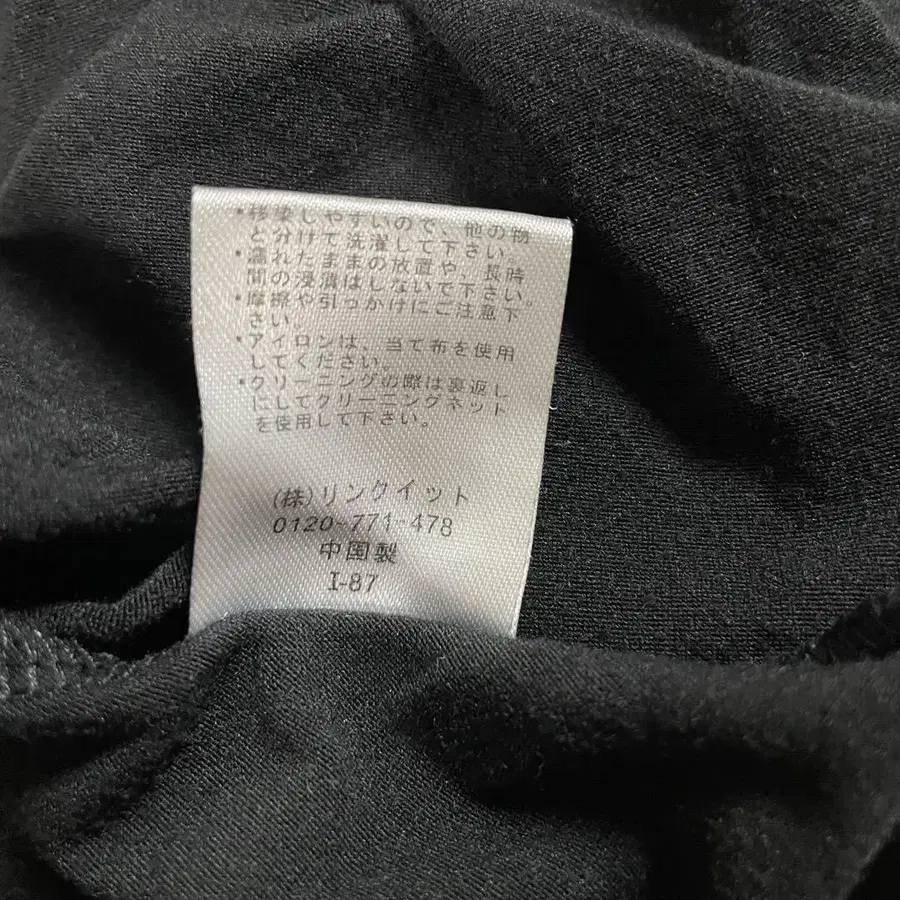 ・移染しやすいので、他の物
と分けて洗濯して下さい。
・濡れたままの放置や、長時
間の浸漬はしないで下さい。
・摩擦や引っかけにご注意下
さい。
・アイロンは、当て布を使用
してください。
・クリーニングの際は裏返し
にしてクリーニングネット
を使用して下さい。
(株)リンクイット
0120-771-478
中国製
I-87